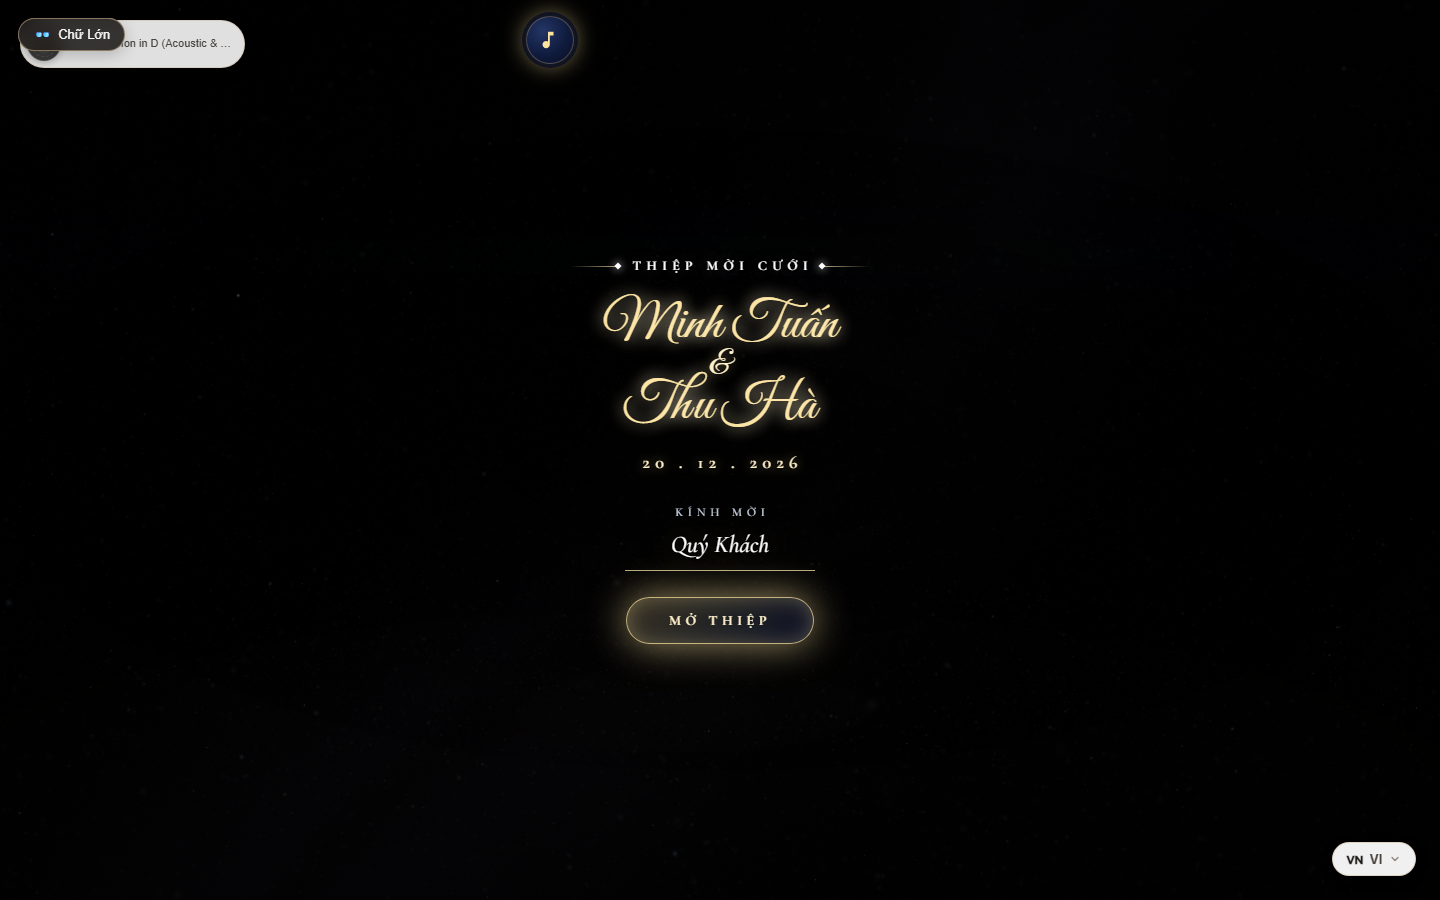 Chữ Lớn
on in D (Acoustic & ...
THIỆP MỜI CƯỚI
Minh Tuấn
&
Thu Hà
20 . 12 . 2026
KÍNH MỜI
Quý Khách
MỞ THIỆP
VN VI